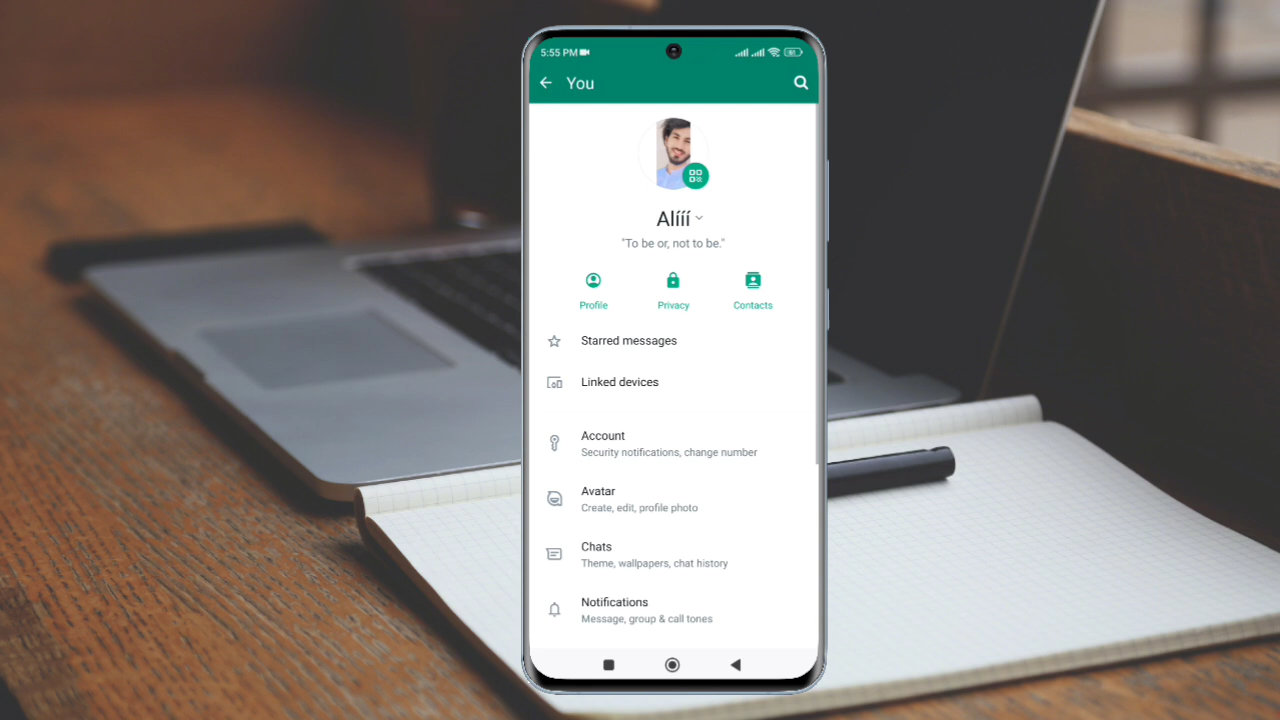 5:55 PM
You
Alííí
"To be or, not to be."
Profile Privacy Contacts
Starred messages
Linked devices
Account
Security notifications, change number
Avatar
Create, edit, profile photo
Chats
Theme, wallpapers, chat history
Notifications
Message, group & call tones